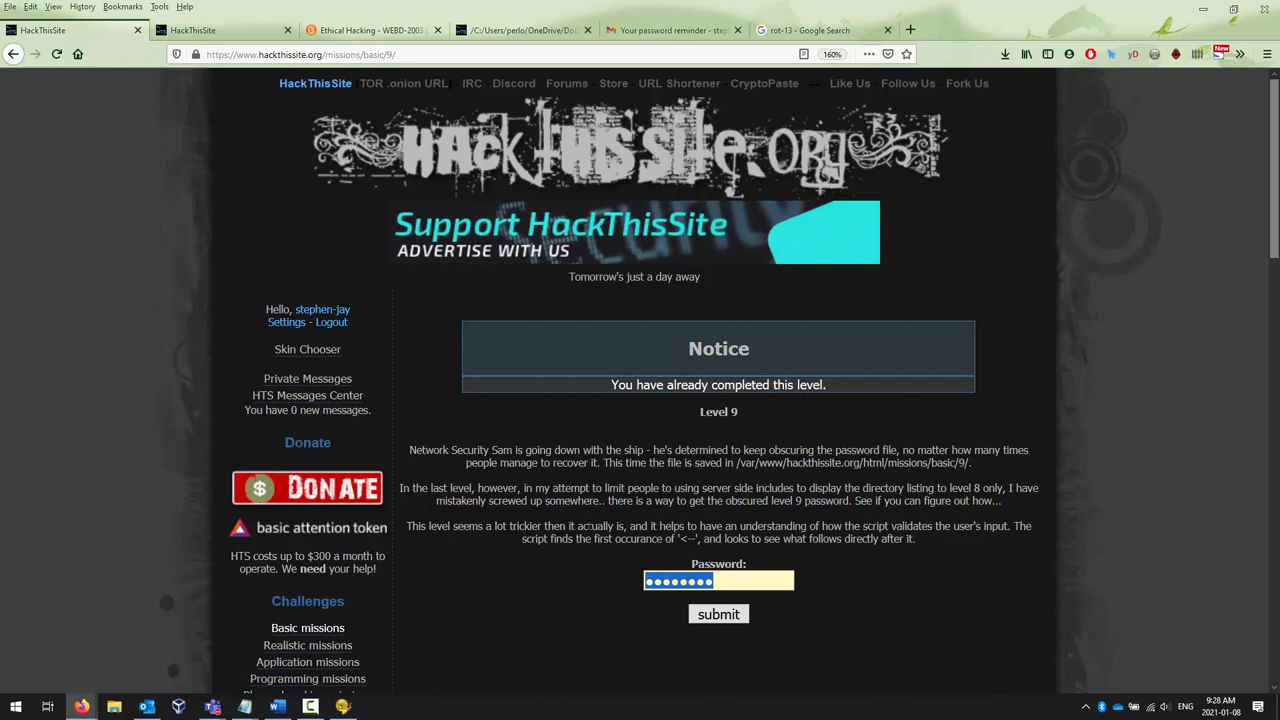 File Edit View History Bookmarks Tools Help
HackThisSite
HackThisSite
Ethical Hacking - WEBD-2003 (
/C:/Users/perlo/OneDrive/Doc
Your password reminder - step
rot-13 - Google Search
https://www.hackthissite.org/missions/basic/9/
160%
yD
New
HackThisSite TOR .onion URL IRC Discord Forums Store URL Shortener CryptoPaste — Like Us Follow Us Fork Us
HACK THIS SITE.ORG
Support HackThisSite
ADVERTISE WITH US
Tomorrow's just a day away
Hello, stephen-jay
Settings - Logout
Skin Chooser
Private Messages
HTS Messages Center
You have 0 new messages.
Donate
$ DONATE
basic attention token
HTS costs up to $300 a month to
operate. We need your help!
Challenges
Basic missions
Realistic missions
Application missions
Programming missions
Notice
You have already completed this level.
Level 9
Network Security Sam is going down with the ship - he's determined to keep obscuring the password file, no matter how many times
people manage to recover it. This time the file is saved in /var/www/hackthissite.org/html/missions/basic/9/.
In the last level, however, in my attempt to limit people to using server side includes to display the directory listing to level 8 only, I have
mistakenly screwed up somewhere.. there is a way to get the obscured level 9 password. See if you can figure out how...
This level seems a lot trickier then it actually is, and it helps to have an understanding of how the script validates the user's input. The
script finds the first occurance of '<--', and looks to see what follows directly after it.
Password:
submit
ENG
9:28 AM
2021-01-08